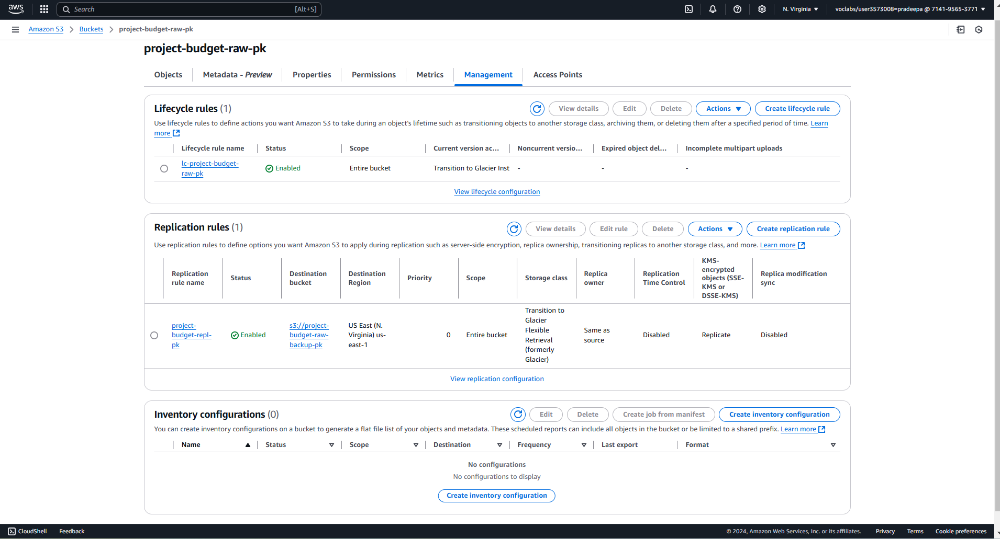 aws
Search
[Alt+S]
N. Virginia
voclabs/user3573008=pradeepa @ 7141-9565-3771
Amazon S3
Buckets
project-budget-raw-pk
project-budget-raw-pk
Objects
Metadata - Preview
Properties
Permissions
Metrics
Management
Access Points
Lifecycle rules (1)
View details
Edit
Delete
Actions
Create lifecycle rule
Use lifecycle rules to define actions you want Amazon S3 to take during an object's lifetime such as transitioning objects to another storage class, archiving them, or deleting them after a specified period of time. Learn
more
Lifecycle rule name
Status
Scope
Current version ac...
Noncurrent versio...
Expired object del...
Incomplete multipart uploads
lc-project-budget-
raw-pk
Enabled
Entire bucket
Transition to Glacier Inst
-
-
-
View lifecycle configuration
Replication rules (1)
View details
Edit rule
Delete
Actions
Create replication rule
Use replication rules to define options you want Amazon S3 to apply during replication such as server-side encryption, replica ownership, transitioning replicas to another storage class, and more. Learn more
Replication
rule name
Status
Destination
bucket
Destination
Region
Priority
Scope
Storage class
Replica
owner
Replication
Time Control
KMS-
encrypted
objects (SSE-
KMS or
DSSE-KMS)
Replica modification
sync
project-
budget-repl-
pk
Enabled
s3://project-
budget-raw-
backup-pk
US East (N.
Virginia) us-
east-1
0
Entire bucket
Transition to
Glacier
Flexible
Retrieval
(formerly
Glacier)
Same as
source
Disabled
Replicate
Disabled
View replication configuration
Inventory configurations (0)
Edit
Delete
Create job from manifest
Create inventory configuration
You can create inventory configurations on a bucket to generate a flat file list of your objects and metadata. These scheduled reports can include all objects in the bucket or be limited to a shared prefix. Learn more
Name
Status
Scope
Destination
Frequency
Last export
Format
No configurations
No configurations to display
Create inventory configuration
CloudShell
Feedback
© 2024, Amazon Web Services, Inc. or its affiliates.
Privacy
Terms
Cookie preferences